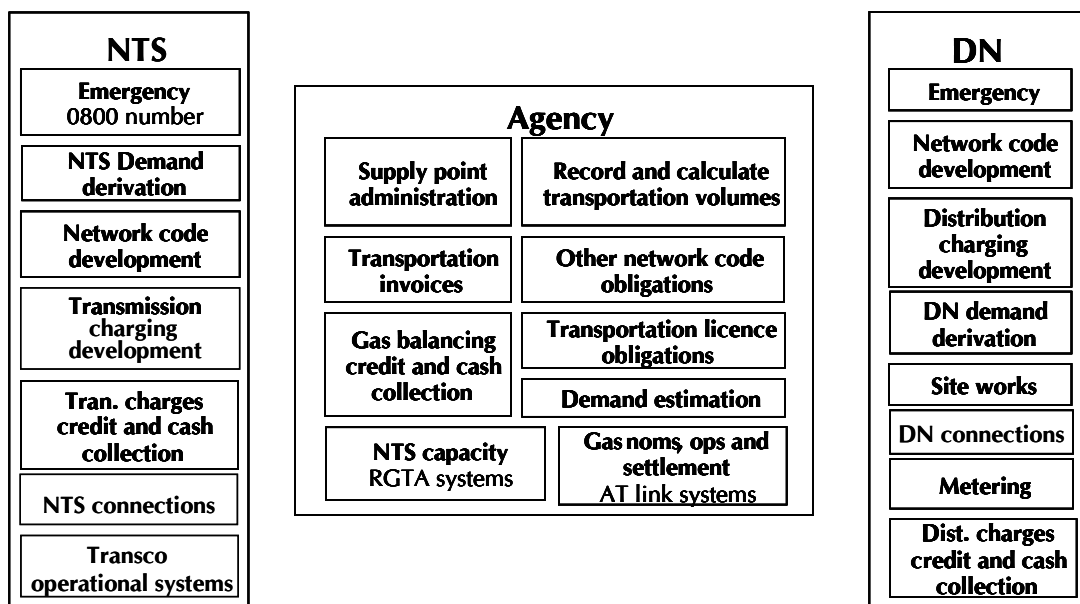 NTS
Emergency
0800 number
NTS Demand
derivation
Network code
development
Transmission
charging
development
Tran. charges
credit and cash
collection
NTS connections
Transco
operational systems
Agency
Supply point
administration
Record and calculate
transportation volumes
Transportation
invoices
Other network code
obligations
Gas balancing
credit and cash
collection
Transportation licence
obligations
Demand estimation
NTS capacity
RGTA systems
Gas noms, ops and
settlement
AT link systems
DN
Emergency
Network code
development
Distribution
charging
development
DN demand
derivation
Site works
DN connections
Metering
Dist. charges
credit and cash
collection